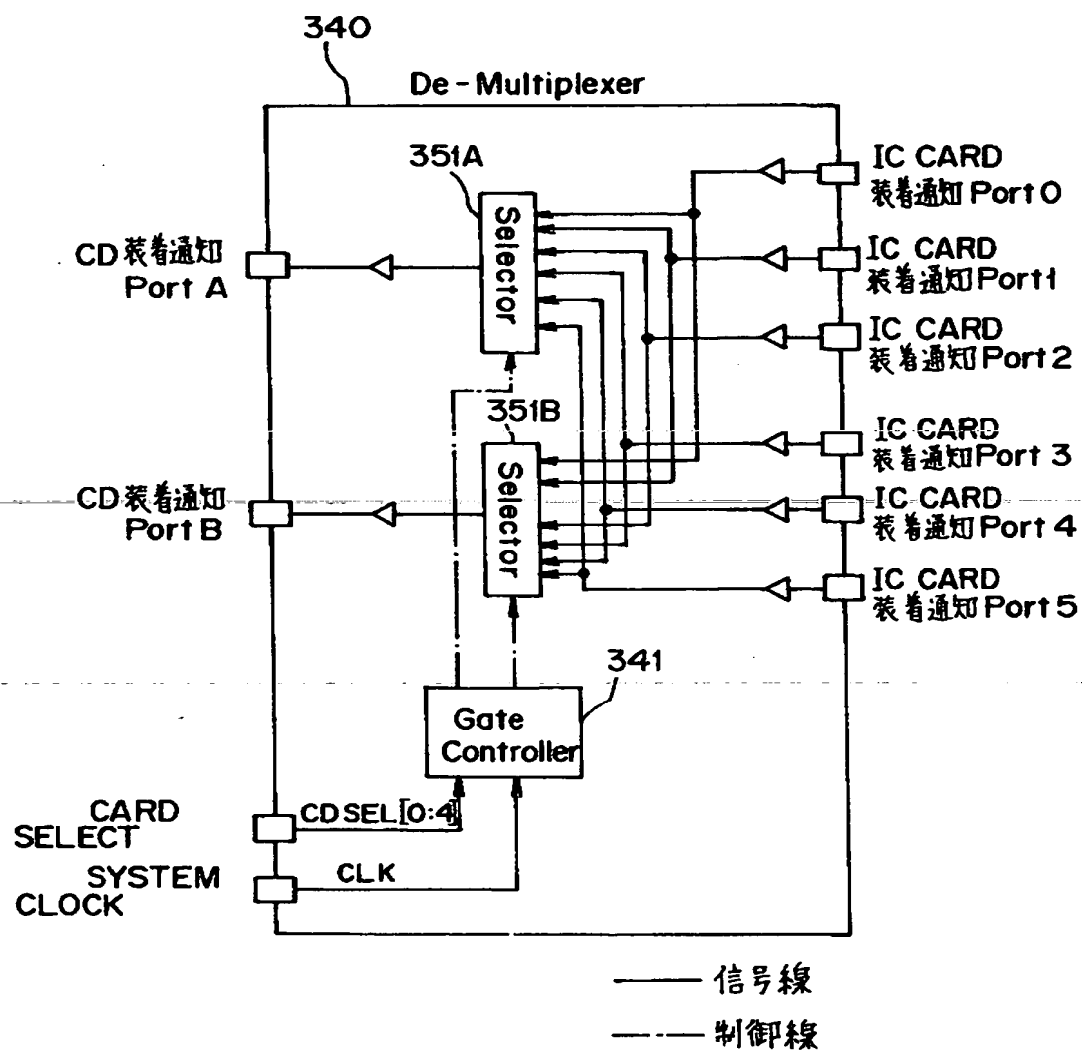 340
De-Multiplexer
351A
Selector
IC CARD
装着通知 Port 0
CD装着通知
Port A
IC CARD
装着通知 Port 1
IC CARD
装着通知 Port 2
351B
Selector
IC CARD
装着通知 Port 3
CD装着通知
Port B
IC CARD
装着通知 Port 4
IC CARD
装着通知 Port 5
341
Gate
Controller
CARD
SELECT
CDSEL[0:4]
SYSTEM
CLOCK
CLK
信号線
制御線